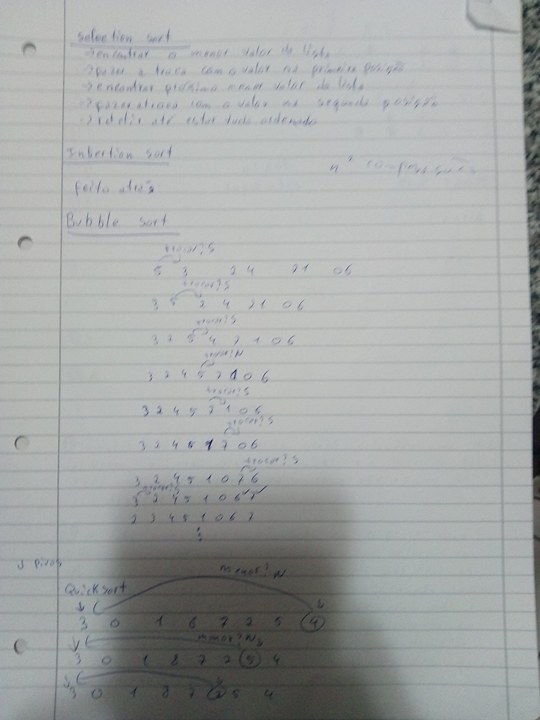 Selection sort
→ encontrar o menor valor da lista
→ fazer a troca com o valor na primeira posição
→ encontrar próximo menor valor da lista
→ fazer a troca com o valor na segunda posição
→ repetir até estar tudo ordenado
Insertion sort
n² comparações
feito atrás
Bubble sort
trocar? S
5 3 2 4 7 1 0 6
trocar? S
3 5 2 4 7 1 0 6
trocar? S
3 2 5 4 7 1 0 6
trocar? N
3 2 4 5 7 1 0 6
trocar? S
3 2 4 5 7 1 0 6
trocar? S
3 2 4 5 1 7 0 6
trocar? S
3 2 4 5 1 0 7 6
trocar? S
3 2 4 5 1 0 6 7
2 3 4 5 1 0 6 7
menor? N
Quicksort
3 0 1 8 7 2 5 4
menor? N
3 0 1 8 7 2 5 4
3 0 1 8 7 2 5 4